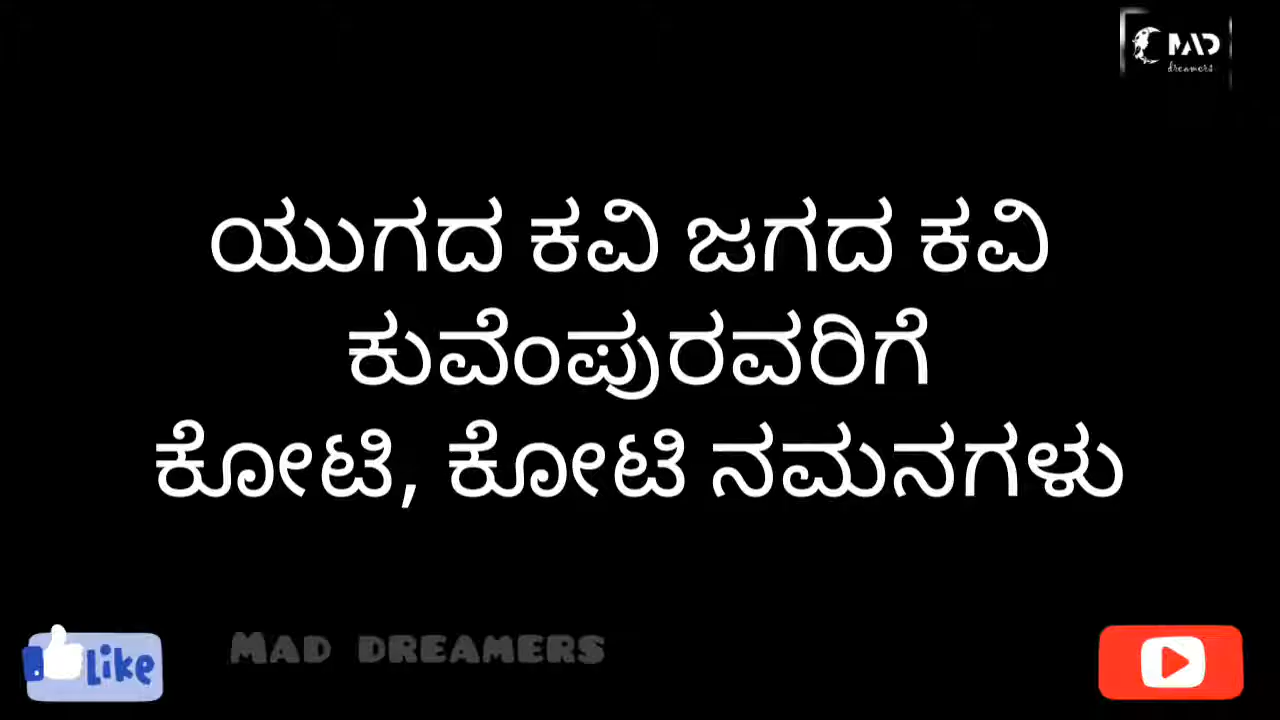 MAD
dreamers
ಯುಗದ ಕವಿ ಜಗದ ಕವಿ
ಕುವೆಂಪುರವರಿಗೆ
ಕೋಟಿ, ಕೋಟಿ ನಮನಗಳು
Like
MAD DREAMERS